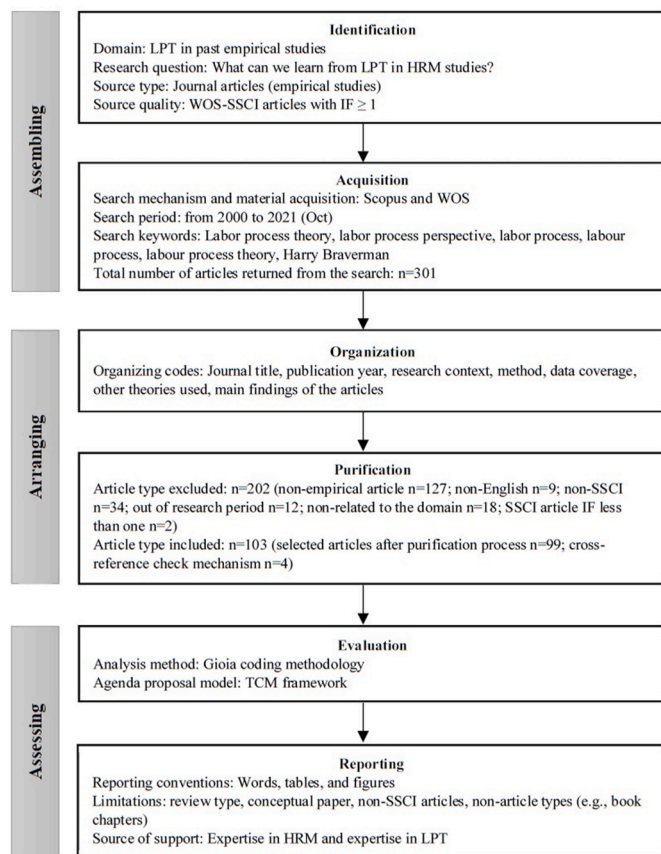 Assembling
Identification
Domain: LPT in past empirical studies
Research question: What can we learn from LPT in HRM studies?
Source type: Journal articles (empirical studies)
Source quality: WOS-SSCI articles with IF ≥ 1
Acquisition
Search mechanism and material acquisition: Scopus and WOS
Search period: from 2000 to 2021 (Oct)
Search keywords: Labor process theory, labor process perspective, labor process, labour
process, labour process theory, Harry Braverman
Total number of articles returned from the search: n=301
Arranging
Organization
Organizing codes: Journal title, publication year, research context, method, data coverage,
other theories used, main findings of the articles
Purification
Article type excluded: n=202 (non-empirical article n=127; non-English n=9; non-SSCI
n=34; out of research period n=12; non-related to the domain n=18; SSCI article IF less
than one n=2)
Article type included: n=103 (selected articles after purification process n=99; cross-
reference check mechanism n=4)
Assessing
Evaluation
Analysis method: Gioia coding methodology
Agenda proposal model: TCM framework
Reporting
Reporting conventions: Words, tables, and figures
Limitations: review type, conceptual paper, non-SSCI articles, non-article types (e.g., book
chapters)
Source of support: Expertise in HRM and expertise in LPT